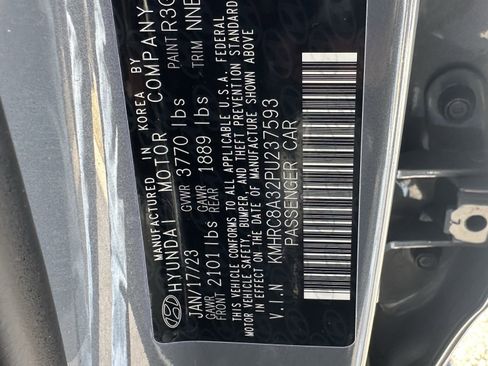 MANUFACTURED IN KOREA BY
HYUNDAI MOTOR COMPANY
JAN/17/23 GVWR 3770 lbs PAINT R3G
GAWR FRONT 2101 lbs GAWR REAR 1889 lbs TRIM NNB
THIS VEHICLE CONFORMS TO ALL APPLICABLE U.S.A. FEDERAL
MOTOR VEHICLE SAFETY, BUMPER, AND THEFT PREVENTION STANDARDS
IN EFFECT ON THE DATE OF MANUFACTURE SHOWN ABOVE
V.I.N KMHRC8A32PU237593
PASSENGER CAR